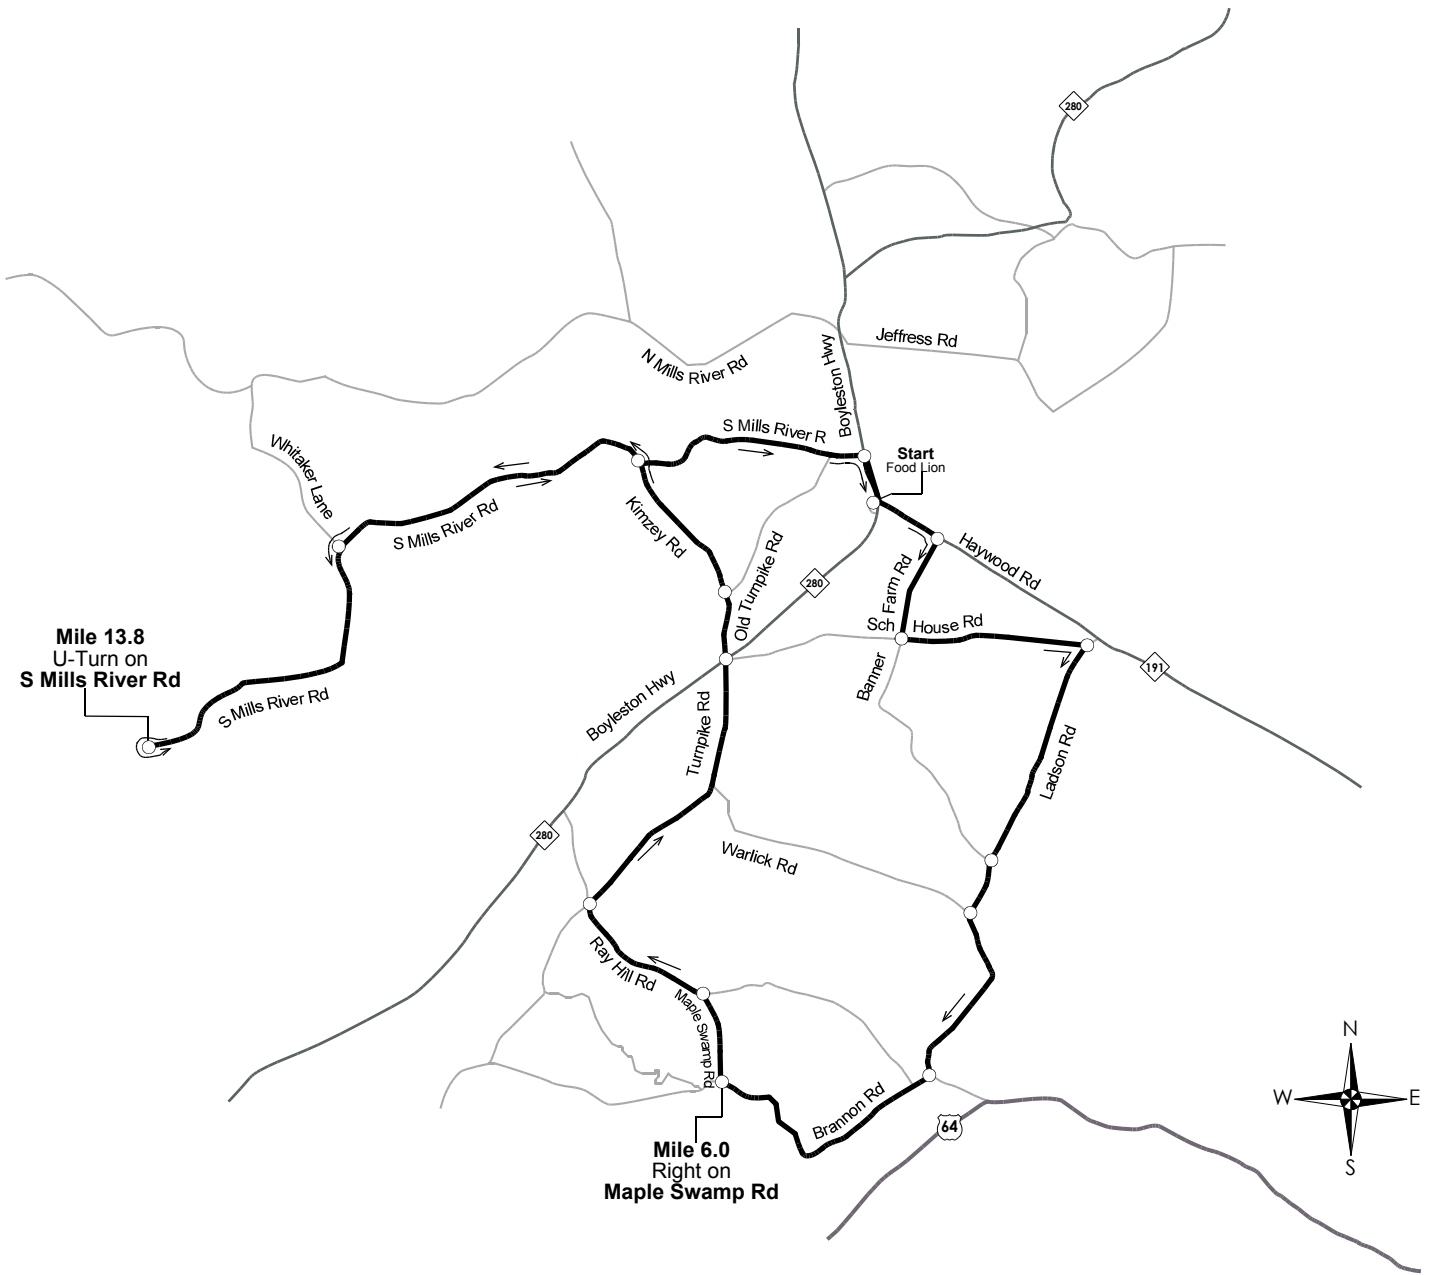 280
Jeffress Rd
Boyleston Hwy
N Mills River Rd
S Mills River R
Whitaker Lane
Start
Food Lion
S Mills River Rd
Kimzey Rd
Old Turnpike Rd
280
Farm Rd
Haywood Rd
Sch
House Rd
Mile 13.8
U-Turn on
S Mills River Rd
S Mills River Rd
Boyleston Hwy
Turnpike Rd
Banner
191
Ladson Rd
280
Warlick Rd
Ray Hill Rd
Maple Swamp Rd
Brannon Rd
64
Mile 6.0
Right on
Maple Swamp Rd
N
W
E
S